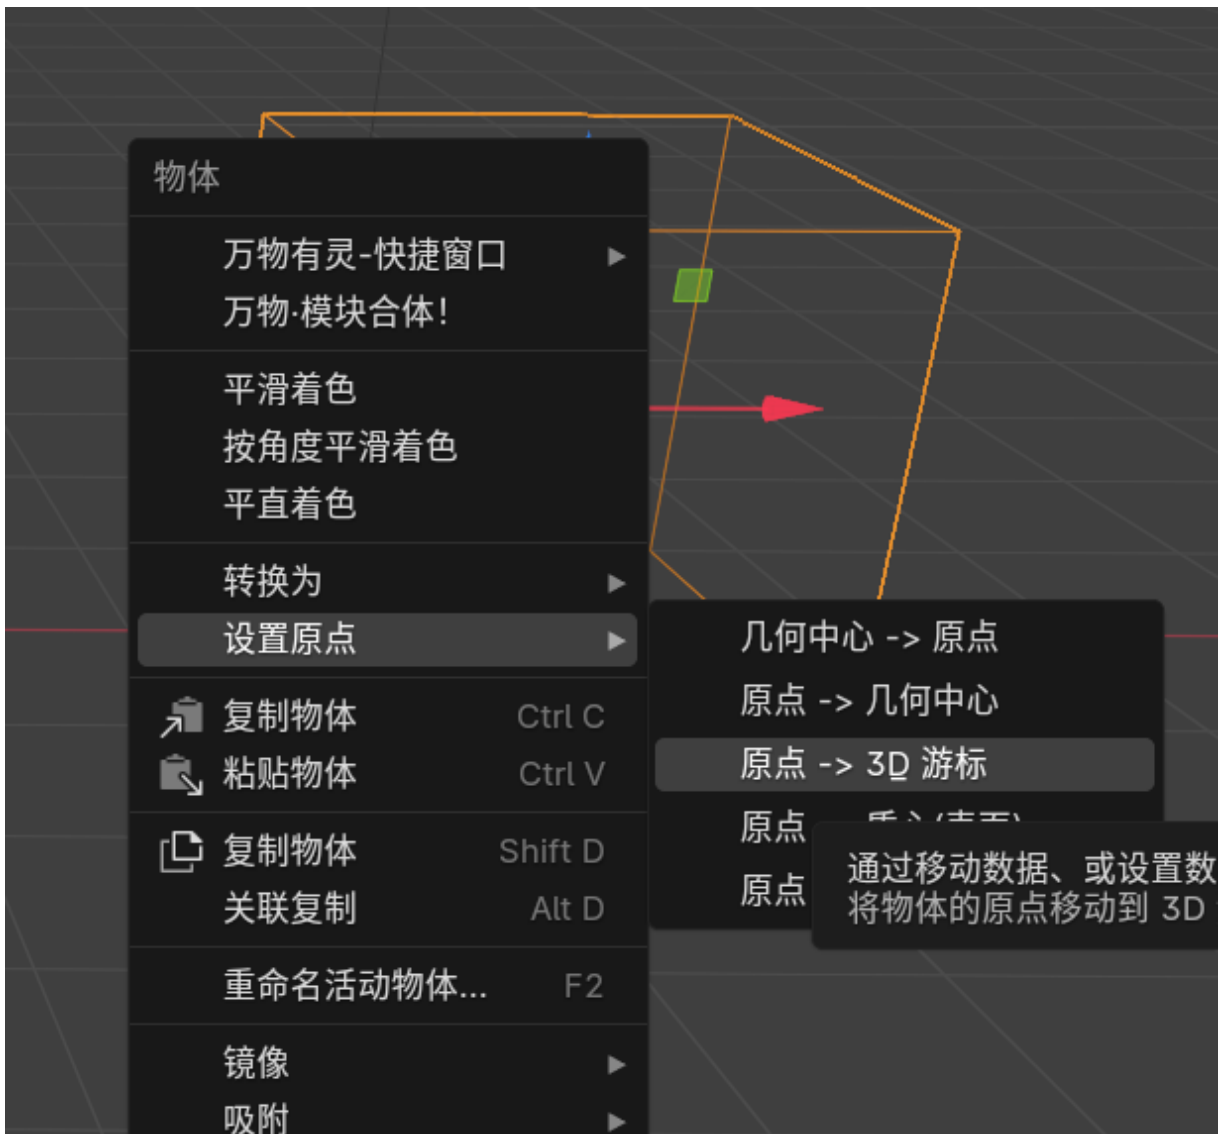 物体
万物有灵-快捷窗口
万物·模块合体！
平滑着色
按角度平滑着色
平直着色
转换为
设置原点
几何中心 -> 原点
原点 -> 几何中心
原点 -> 3D 游标
原点
原点
通过移动数据、或设置数
将物体的原点移动到 3D
复制物体 Ctrl C
粘贴物体 Ctrl V
复制物体 Shift D
关联复制 Alt D
重命名活动物体... F2
镜像
吸附